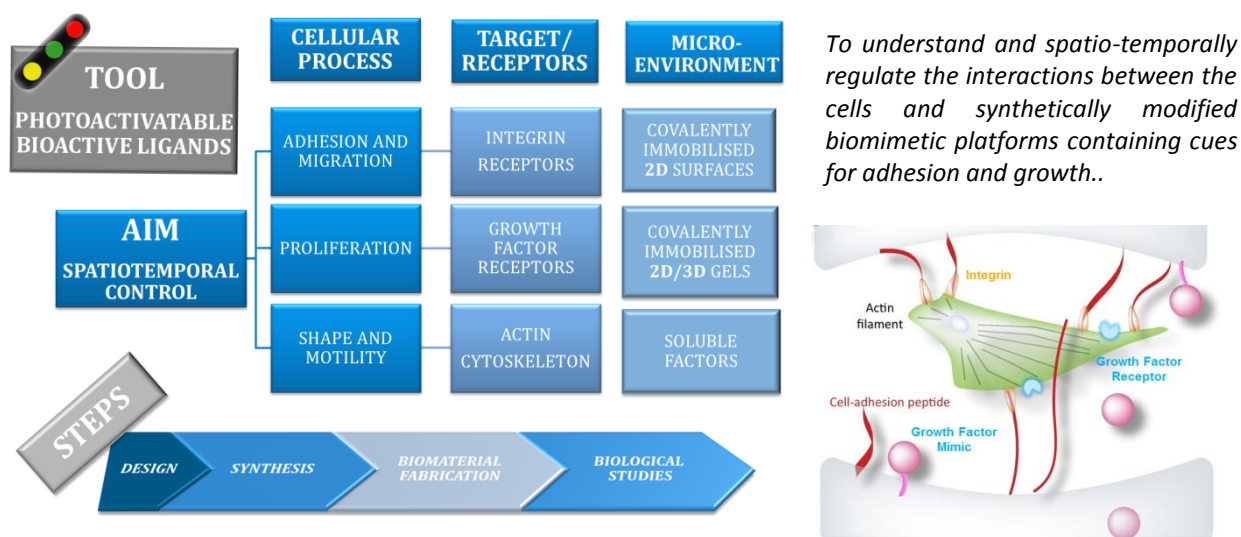 TOOL
PHOTOACTIVATABLE
BIOACTIVE LIGANDS
AIM
SPATIOTEMPORAL
CONTROL
CELLULAR
PROCESS
TARGET/
RECEPTORS
MICRO-
ENVIRONMENT
ADHESION AND
MIGRATION
INTEGRIN
RECEPTORS
COVALENTLY
IMMOBILISED
2D SURFACES
PROLIFERATION
GROWTH
FACTOR
RECEPTORS
COVALENTLY
IMMOBILISED
2D/3D GELS
SHAPE AND
MOTILITY
ACTIN
CYTOSKELETON
SOLUBLE
FACTORS
STEPS
DESIGN
SYNTHESIS
BIOMATERIAL
FABRICATION
BIOLOGICAL
STUDIES
To understand and spatio-temporally
regulate the interactions between the
cells and synthetically modified
biomimetic platforms containing cues
for adhesion and growth..
Integrin
Actin
filament
Growth Factor
Receptor
Cell-adhesion peptide
Growth Factor
Mimic